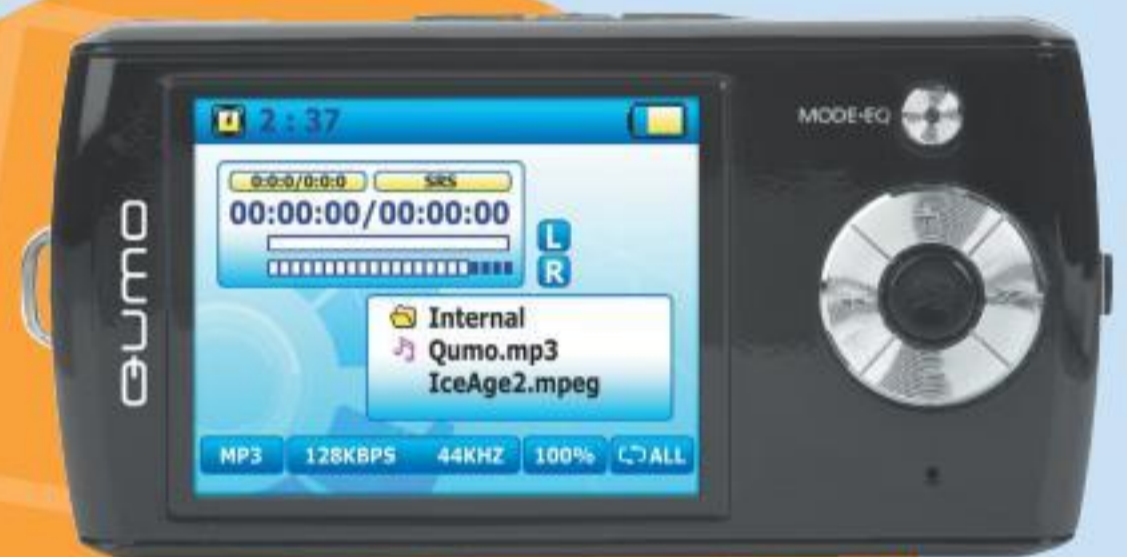 QUMO
2 : 37
0:0:0/0:0:0 SRS
00:00:00/00:00:00
L
R
Internal
Qumo.mp3
IceAge2.mpeg
MP3 128KBPS 44KHZ 100% ALL
MODE•EQ